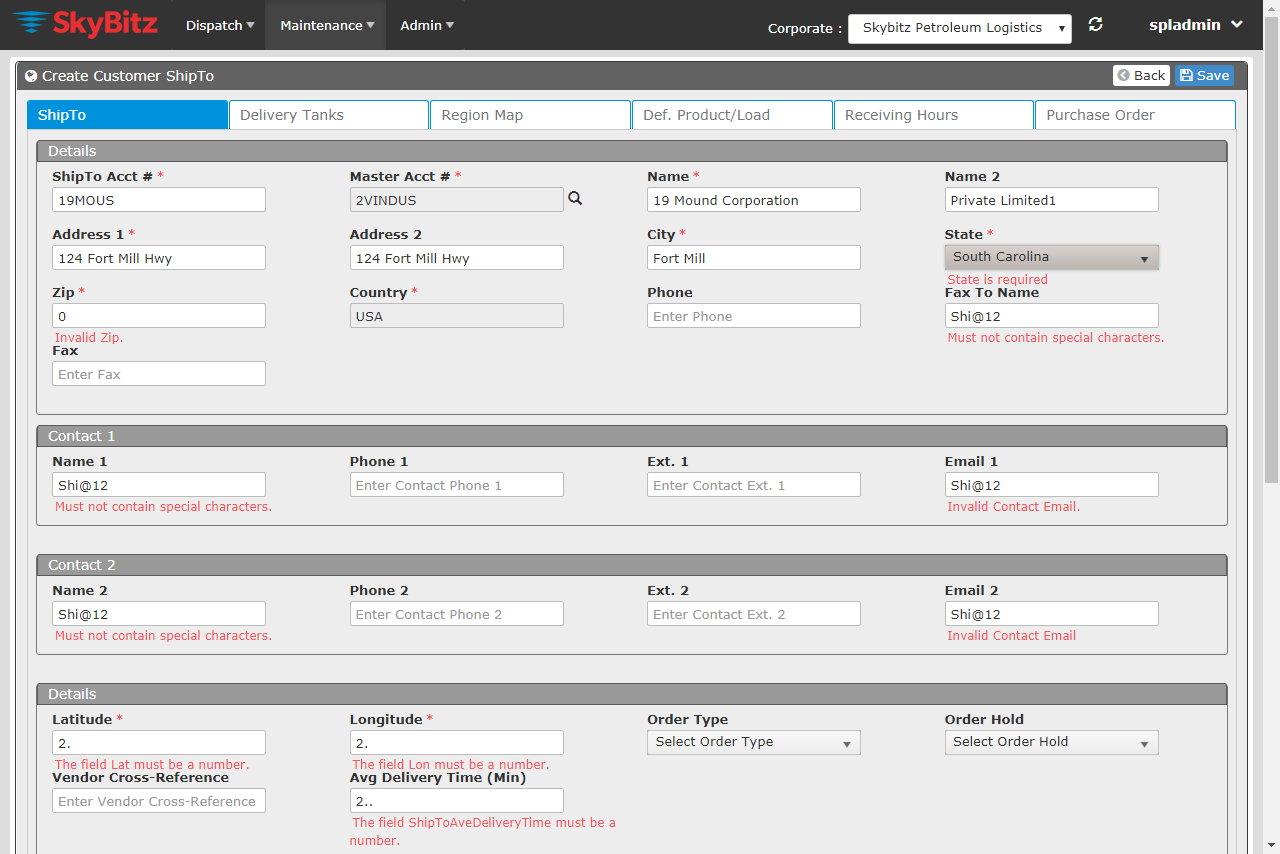 SkyBitz
Dispatch Maintenance Admin Corporate : Skybitz Petroleum Logistics spladmin
Create Customer ShipTo Back Save
ShipTo Delivery Tanks Region Map Def. Product/Load Receiving Hours Purchase Order
Details
ShipTo Acct # * Master Acct # * Name * Name 2
19MOUS 2VINDUS 19 Mound Corporation Private Limited1
Address 1 * Address 2 City * State *
124 Fort Mill Hwy 124 Fort Mill Hwy Fort Mill South Carolina
State is required
Zip * Country * Phone Fax To Name
0 USA Enter Phone Shi@12
Invalid Zip. Must not contain special characters.
Fax
Enter Fax
Contact 1
Name 1 Phone 1 Ext. 1 Email 1
Shi@12 Enter Contact Phone 1 Enter Contact Ext. 1 Shi@12
Must not contain special characters. Invalid Contact Email.
Contact 2
Name 2 Phone 2 Ext. 2 Email 2
Shi@12 Enter Contact Phone 2 Enter Contact Ext. 2 Shi@12
Must not contain special characters. Invalid Contact Email
Details
Latitude * Longitude * Order Type Order Hold
2. 2. Select Order Type Select Order Hold
The field Lat must be a number. The field Lon must be a number.
Vendor Cross-Reference Avg Delivery Time (Min)
Enter Vendor Cross-Reference 2..
The field ShipToAveDeliveryTime must be a
number.